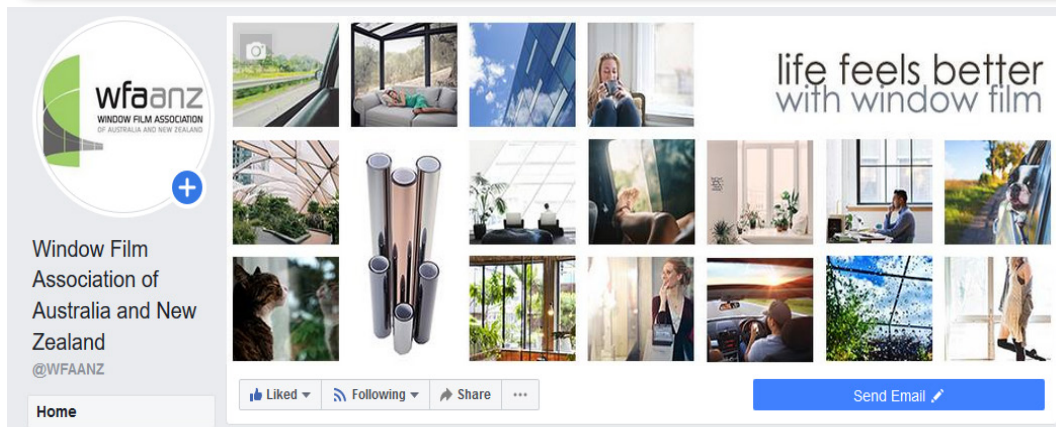 wfaanz
WINDOW FILM ASSOCIATION
OF AUSTRALIA AND NEW ZEALAND
life feels better
with window film
Window Film
Association of
Australia and New
Zealand
@WFAANZ
Home
Liked
Following
Share
Send Email